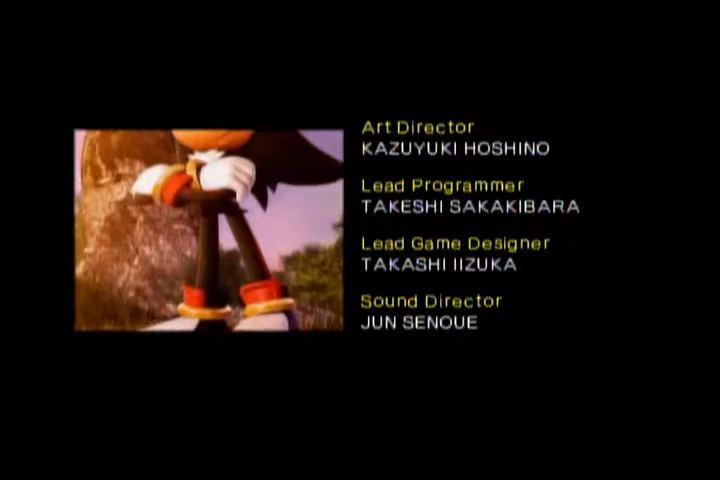 Art Director
KAZUYUKI HOSHINO
Lead Programmer
TAKESHI SAKAKIBARA
Lead Game Designer
TAKASHI IIZUKA
Sound Director
JUN SENOUE